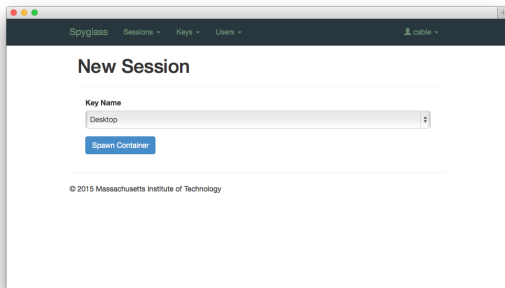 Spyglass Sessions Keys Users cable
New Session
Key Name
Desktop
Spawn Container
© 2015 Massachusetts Institute of Technology